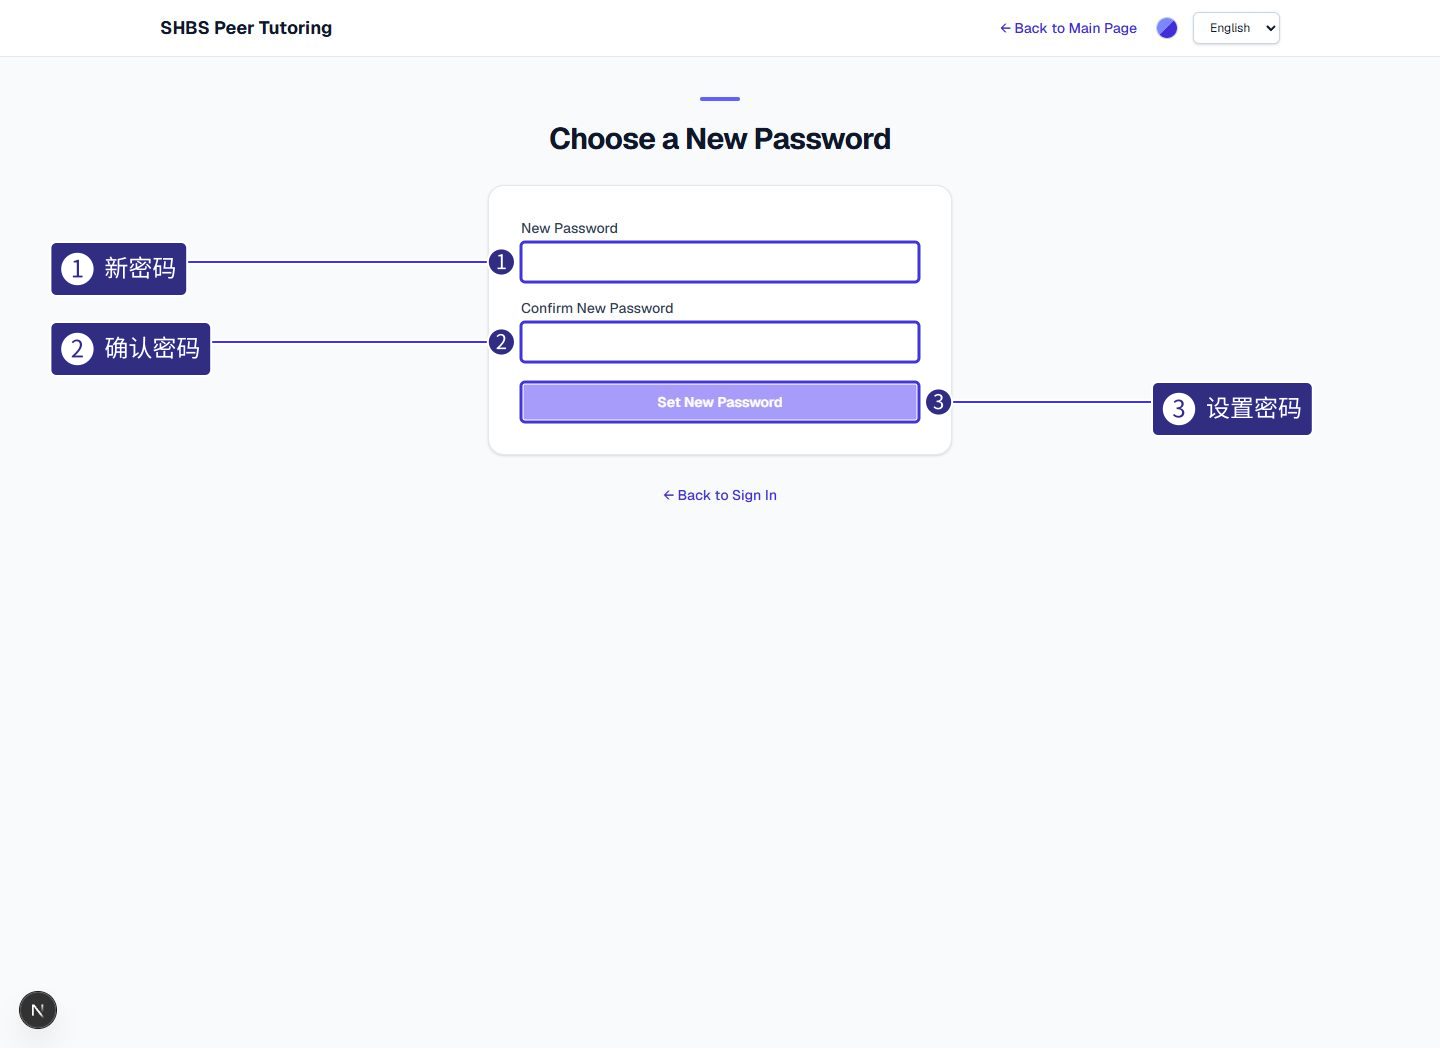 SHBS Peer Tutoring
← Back to Main Page
English
Choose a New Password
New Password
1 新密码
1
Confirm New Password
2 确认密码
2
Set New Password
3
3 设置密码
← Back to Sign In
N